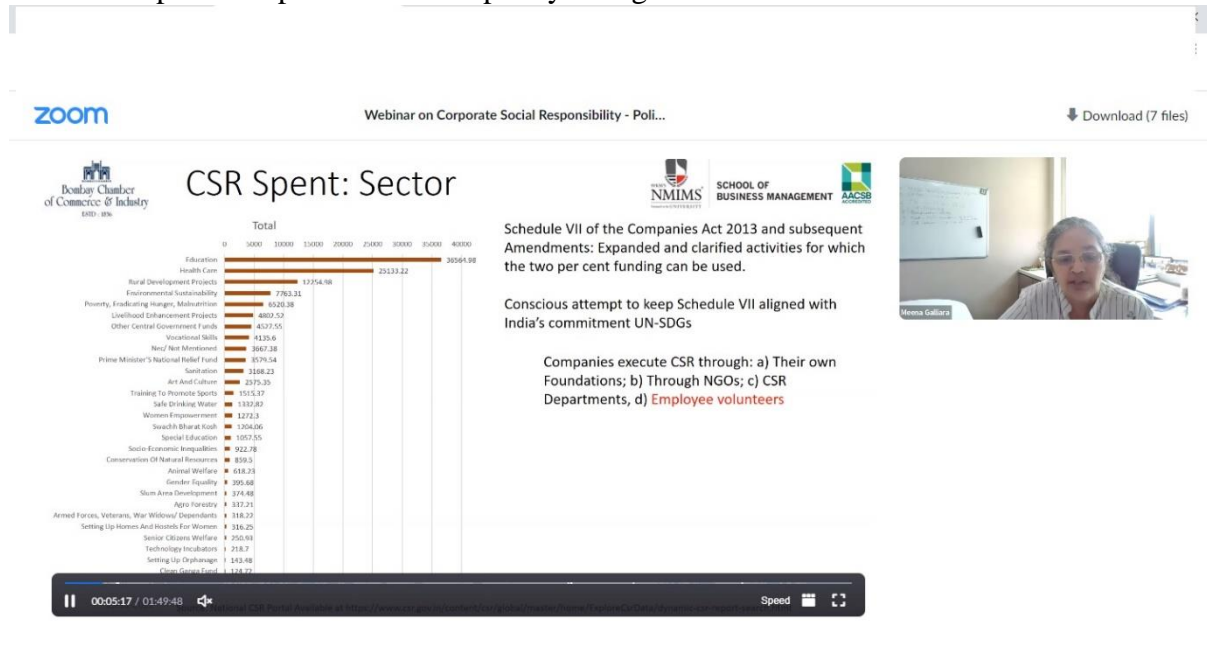 zoom
Webinar on Corporate Social Responsibility - Poli...
Download (7 files)
Bombay Chamber
of Commerce & Industry
ESTD : 1836
CSR Spent: Sector
NMIMS
SCHOOL OF
BUSINESS MANAGEMENT
AACSB
ACCREDITED
Total
0 5000 10000 15000 20000 25000 30000 35000 40000
Education 36564.98
Health Care 25133.22
Rural Development Projects 12254.98
Environmental Sustainability 7763.31
Poverty, Eradicating Hunger, Malnutrition 6520.38
Livelihood Enhancement Projects 4802.52
Other Central Government Funds 4527.55
Vocational Skills 4135.6
Nec/ Not Mentioned 3667.38
Prime Minister'S National Relief Fund 3579.54
Sanitation 3188.23
Art And Culture 2575.35
Training To Promote Sports 1515.37
Safe Drinking Water 1332.82
Women Empowerment 1272.3
Swachh Bharat Kosh 1204.06
Special Education 1057.55
Socio-Economic Inequalities 922.78
Conservation Of Natural Resources 859.5
Animal Welfare 618.23
Gender Equality 395.68
Slum Area Development 374.48
Agro Forestry 337.21
Armed Forces, Veterans, War Widows/ Dependants 318.22
Setting Up Homes And Hostels For Women 316.25
Senior Citizens Welfare 250.93
Technology Incubators 218.7
Setting Up Orphanage 143.48
Clean Ganga Fund 124.77
Schedule VII of the Companies Act 2013 and subsequent
Amendments: Expanded and clarified activities for which
the two per cent funding can be used.
Conscious attempt to keep Schedule VII aligned with
India's commitment UN-SDGs
Companies execute CSR through: a) Their own
Foundations; b) Through NGOs; c) CSR
Departments, d) Employee volunteers
Meena Galliara
00:05:17 / 01:49:48
Speed